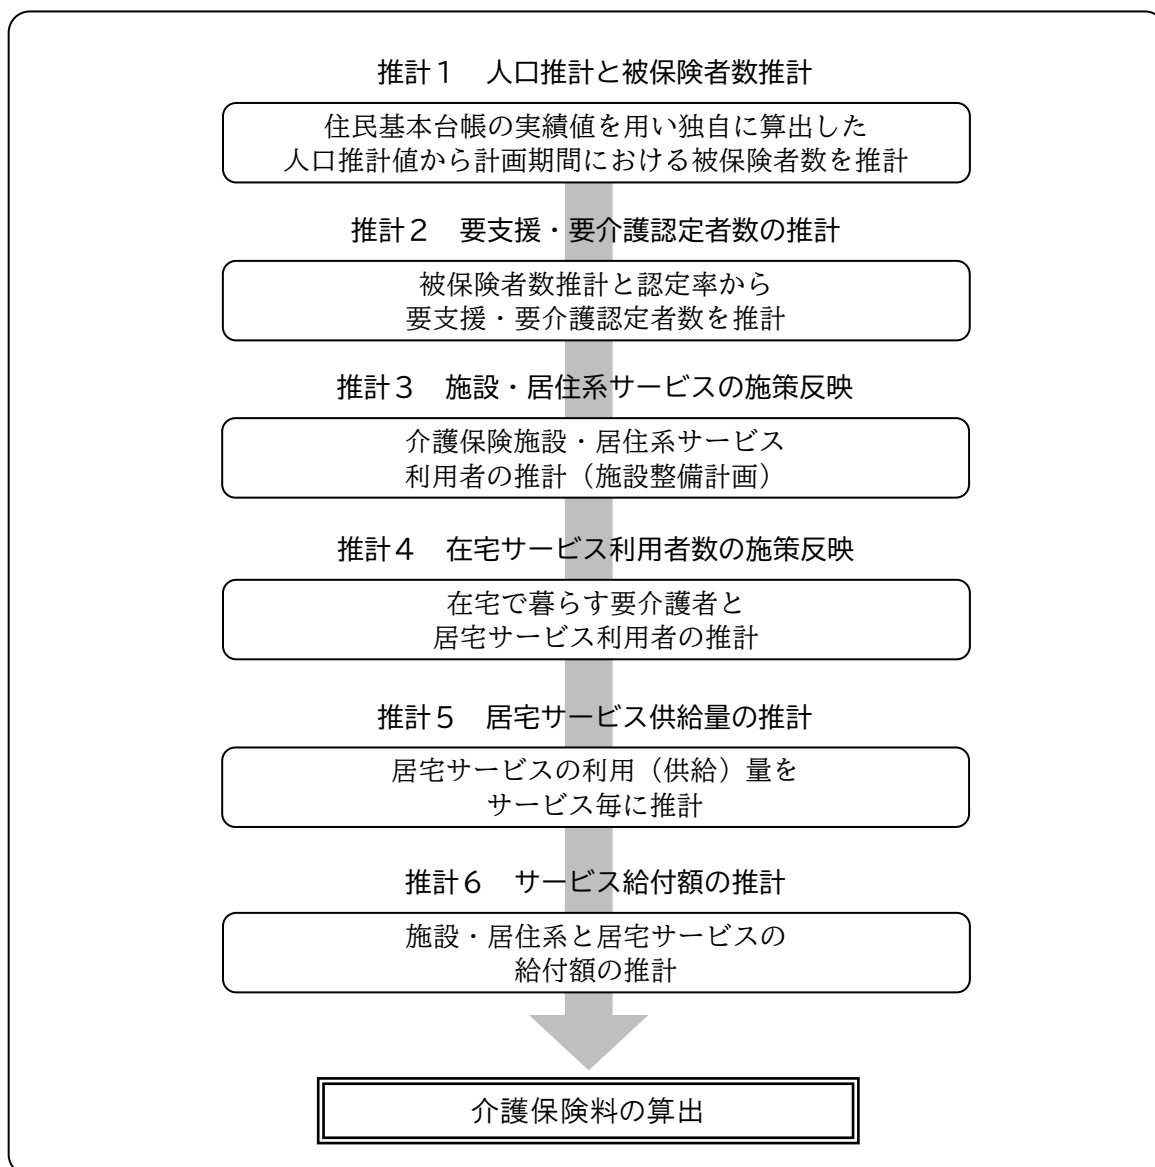 推計１　人口推計と被保険者数推計
住民基本台帳の実績値を用い独自に算出した
人口推計値から計画期間における被保険者数を推計
推計２　要支援・要介護認定者数の推計
被保険者数推計と認定率から
要支援・要介護認定者数を推計
推計３　施設・居住系サービスの施策反映
介護保険施設・居住系サービス
利用者の推計（施設整備計画）
推計４　在宅サービス利用者数の施策反映
在宅で暮らす要介護者と
居宅サービス利用者の推計
推計５　居宅サービス供給量の推計
居宅サービスの利用（供給）量を
サービス毎に推計
推計６　サービス給付額の推計
施設・居住系と居宅サービスの
給付額の推計
介護保険料の算出